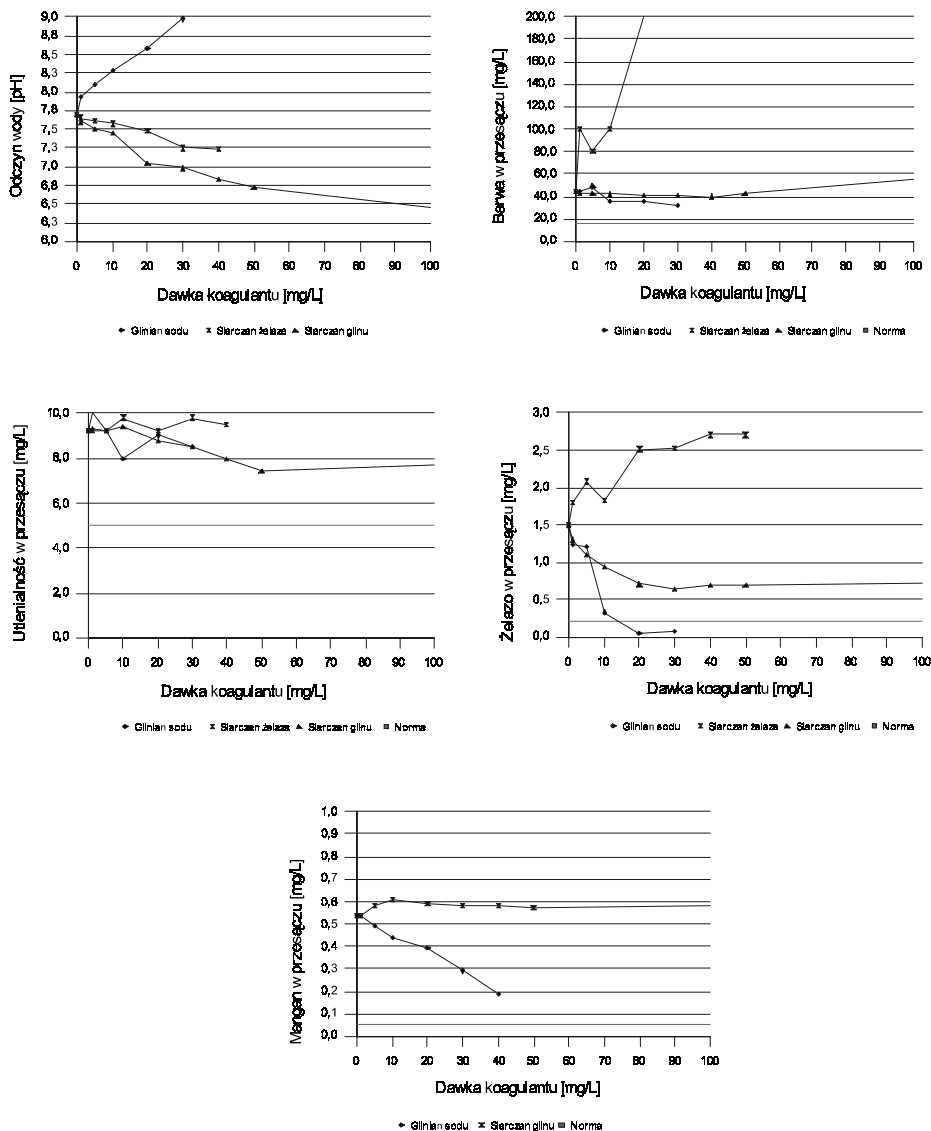 Odczyn wody [pH]
9,0
8,8
8,5
8,3
8,0
7,8
7,5
7,3
7,0
6,8
6,5
6,3
6,0
0 10 20 30 40 50 60 70 80 90 100
Dawka koagulantu [mg/L]
Glinian sodu Siarczan żelaza Siarczan glinu
Barwa w przesączu [mg/L]
200,0
180,0
160,0
140,0
120,0
100,0
80,0
60,0
40,0
20,0
0,0
0 10 20 30 40 50 60 70 80 90 100
Dawka koagulantu [mg/L]
Glinian sodu Siarczan żelaza Siarczan glinu Norma
Utlenialność w przesączu [mg/L]
10,0
8,0
6,0
4,0
2,0
0,0
0 10 20 30 40 50 60 70 80 90 100
Dawka koagulantu [mg/L]
Glinian sodu Siarczan żelaza Siarczan glinu Norma
Żelazo w przesączu [mg/L]
3,0
2,5
2,0
1,5
1,0
0,5
0,0
0 10 20 30 40 50 60 70 80 90 100
Dawka koagulantu [mg/L]
Glinian sodu Siarczan żelaza Siarczan glinu Norma
Mangan w przesączu [mg/L]
1,0
0,9
0,8
0,7
0,6
0,5
0,4
0,3
0,2
0,1
0,0
0 10 20 30 40 50 60 70 80 90 100
Dawka koagulantu [mg/L]
Glinian sodu Siarczan glinu Norma